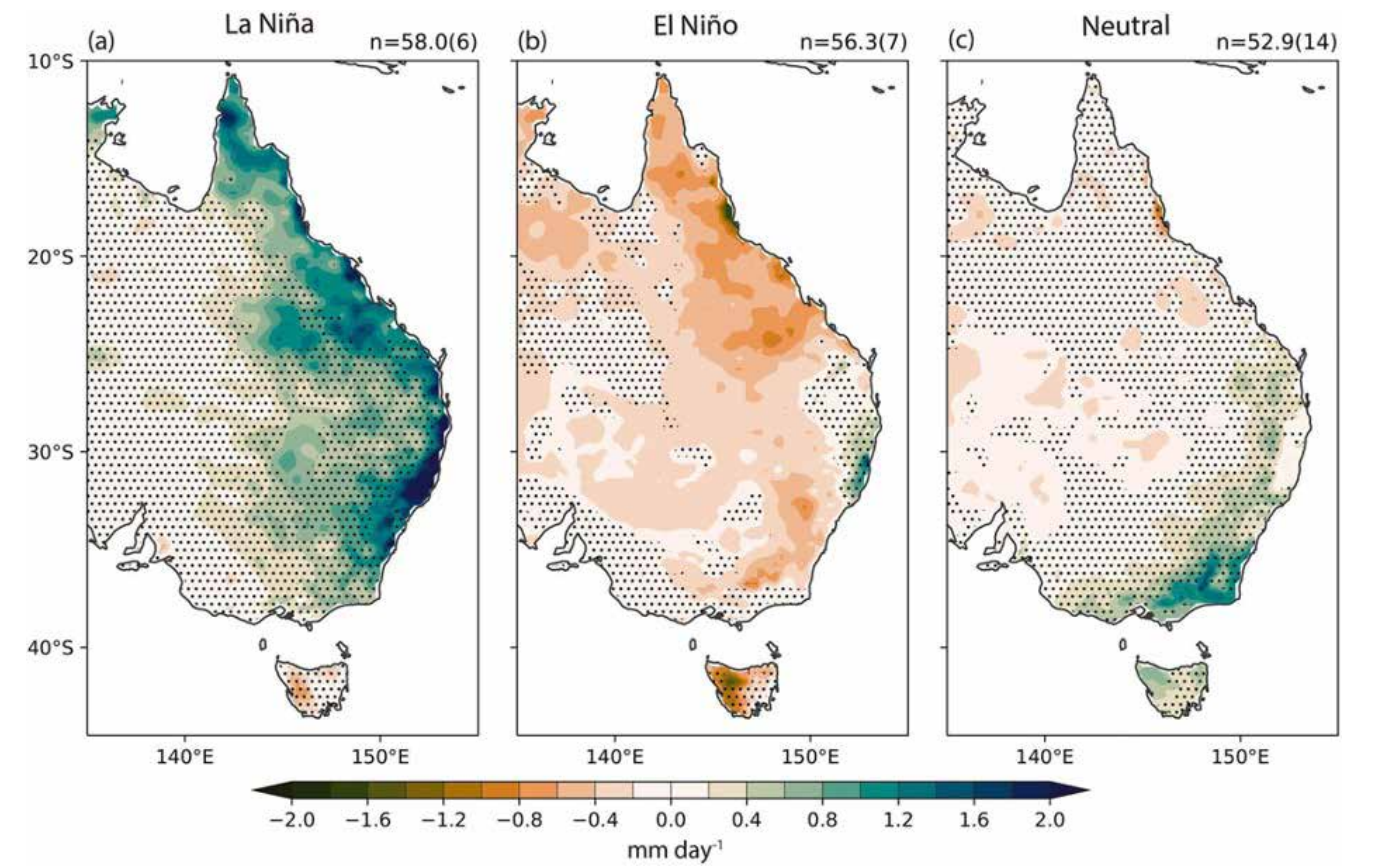 La Niña El Niño Neutral
(a) n=58.0(6) (b) n=56.3(7) (c) n=52.9(14)
10°S
20°S
30°S
40°S
140°E 150°E 140°E 150°E 140°E 150°E
−2.0 −1.6 −1.2 −0.8 −0.4 0.0 0.4 0.8 1.2 1.6 2.0
mm day⁻¹